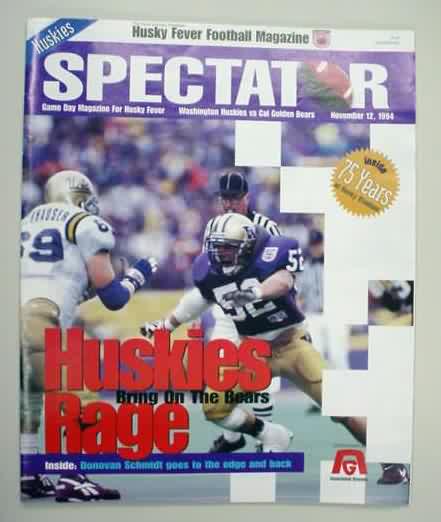 Husky Fever Football Magazine
Huskies
SPECTATOR
Game Day Magazine For Husky Fever Washington Huskies vs Cal Golden Bears November 12, 1994
Inside
75 Years
52
69
Huskies
Bring On The Bears
Rage
Inside: Donovan Schmidt goes to the edge and back